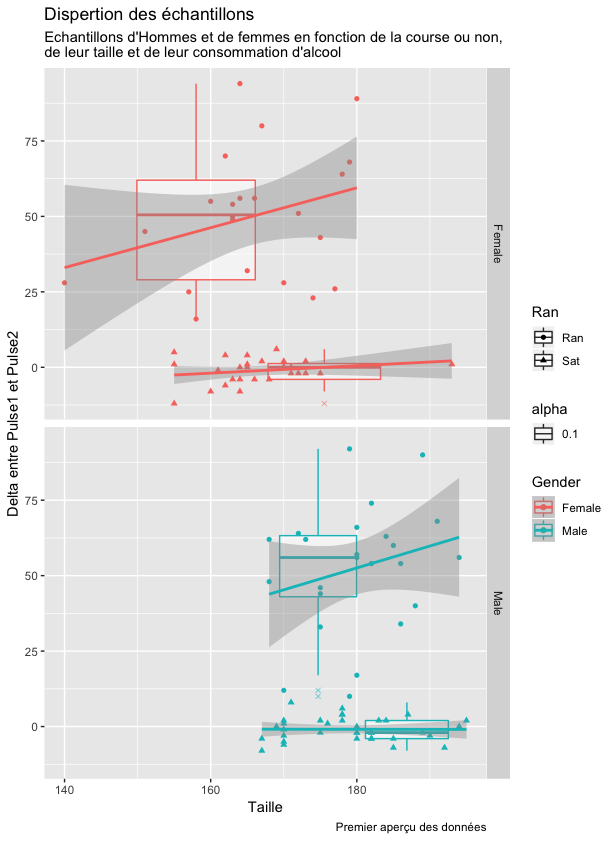 Dispertion des échantillons
Echantillons d'Hommes et de femmes en fonction de la course ou non,
de leur taille et de leur consommation d'alcool
Delta entre Pulse1 et Pulse2
75
50
25
0
Female
75
50
25
0
Male
140
160
180
Taille
Premier aperçu des données
Ran
Ran
Sat
alpha
0.1
Gender
Female
Male